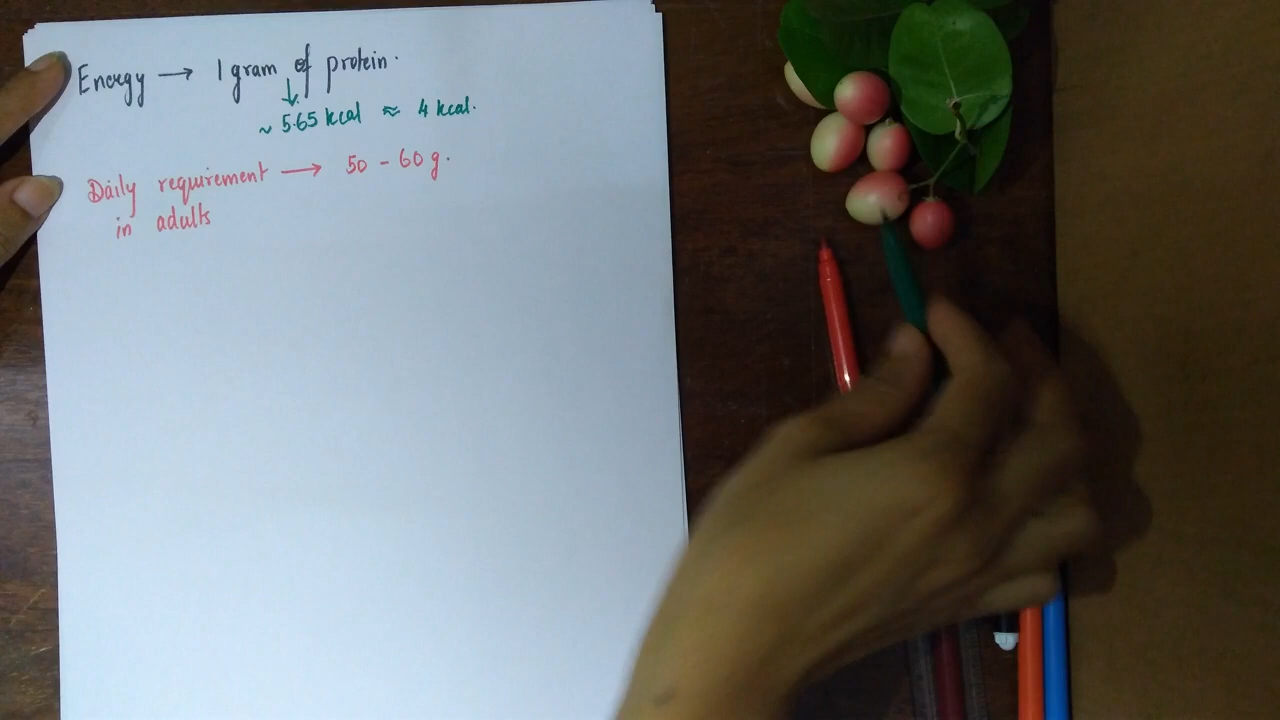 Energy → 1 gram of protein.
↓
~ 5.65 kcal ≈ 4 kcal.
Daily requirement → 50 - 60 g.
in adults